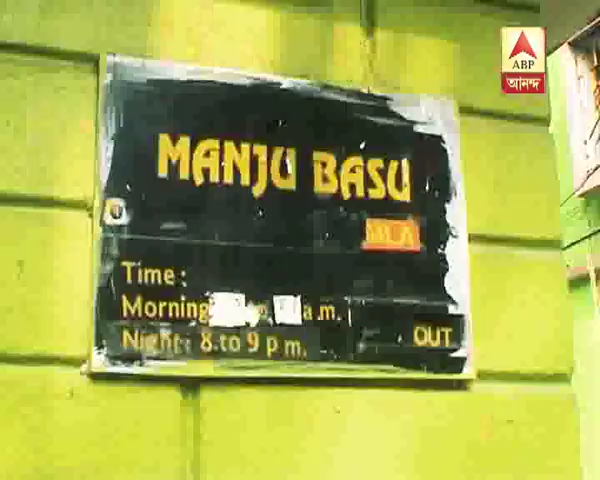 ABP
আনন্দ
MANJU BASU
MLA
Time :
Morning a.m.
Night : 8 to 9 p m.
OUT